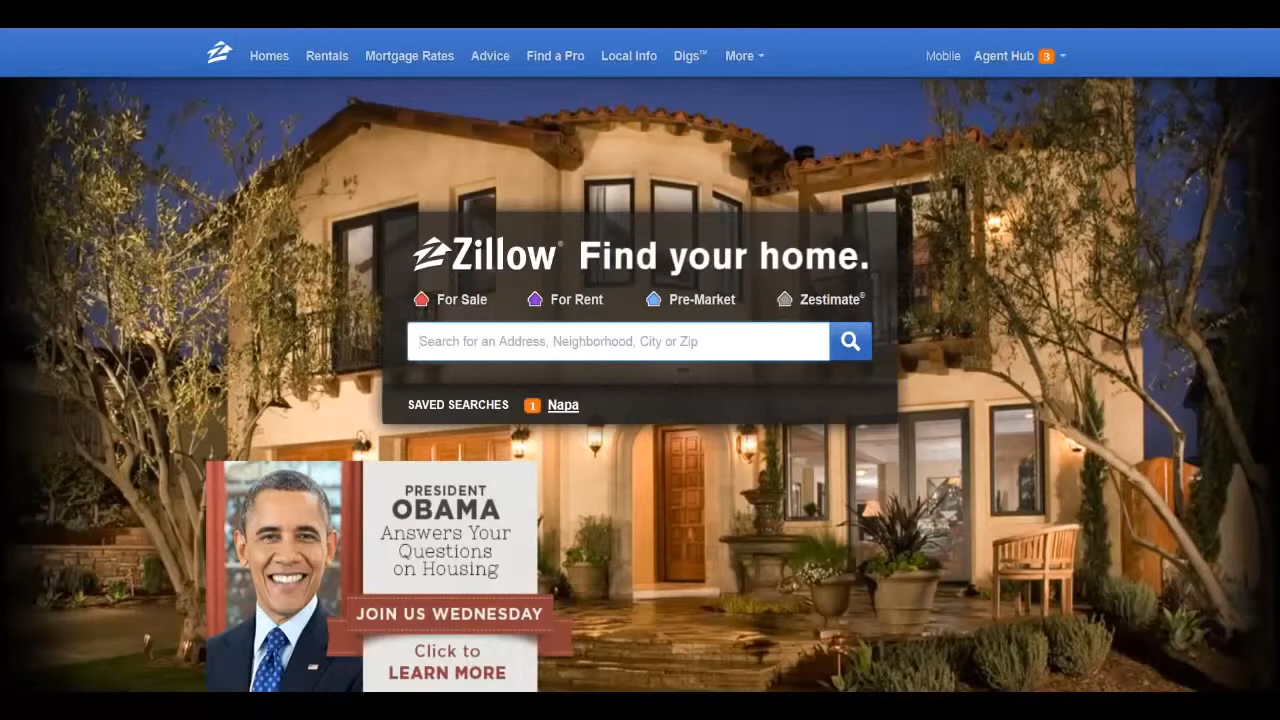 Homes Rentals Mortgage Rates Advice Find a Pro Local Info Digs™ More Mobile Agent Hub 3
Zillow® Find your home.
For Sale For Rent Pre-Market Zestimate®
Search for an Address, Neighborhood, City or Zip
SAVED SEARCHES 1 Napa
PRESIDENT
OBAMA
Answers Your
Questions
on Housing
JOIN US WEDNESDAY
Click to
LEARN MORE